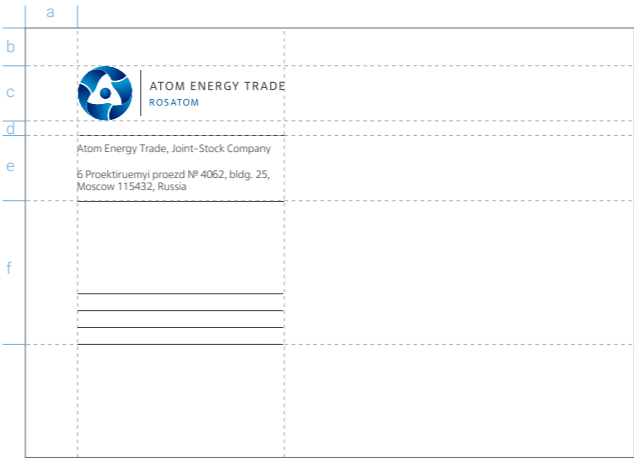 a
b
c
ATOM ENERGY TRADE
ROSATOM
d
Atom Energy Trade, Joint-Stock Company
e
6 Proektiruemyi proezd № 4062, bldg. 25,
Moscow 115432, Russia
f